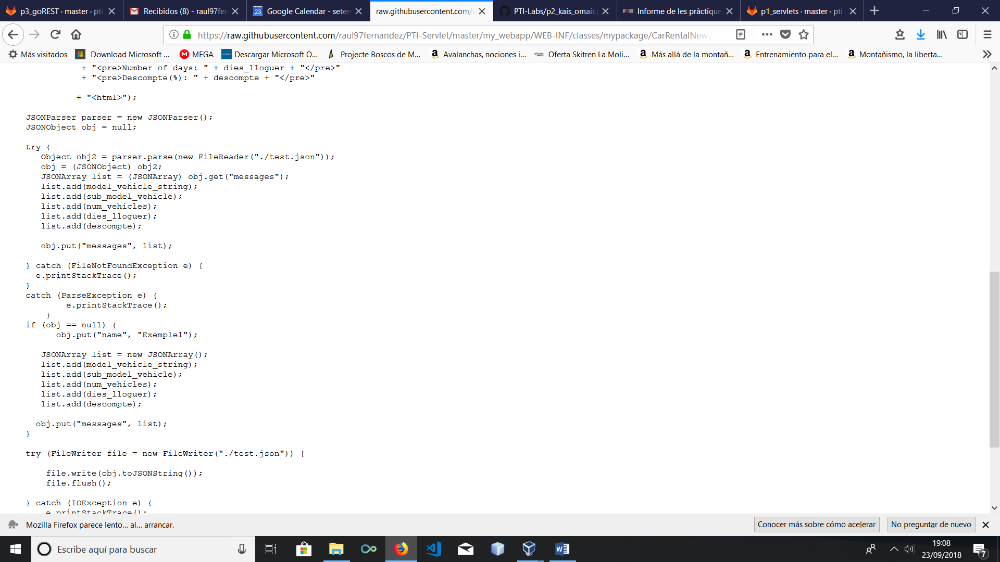 p3_goREST · master · pti
Recibidos (8) - raul97fer
Google Calendar - setem
raw.githubusercontent.com/r
PTI-Labs/p2_kais_omair.
Informe de les pràctique
p1_servlets · master · pti
https://raw.githubusercontent.com/raul97fernandez/PTI-Servlet/master/my_webapp/WEB-INF/classes/mypackage/CarRentalNew.j
Más visitados
Download Microsoft ...
MEGA
Descargar Microsoft O...
Projecte Boscos de M...
Avalanchas, nociones i...
Oferta Skitren La Moli...
Más allá de la montañ...
Entrenamiento para el...
Montañismo, la liberta...
+ "<pre>Number of days: " + dies_lloguer + "</pre>"
+ "<pre>Descompte(%): " + descompte + "</pre>"
+ "<html>");
JSONParser parser = new JSONParser();
JSONObject obj = null;
try {
Object obj2 = parser.parse(new FileReader("./test.json"));
obj = (JSONObject) obj2;
JSONArray list = (JSONArray) obj.get("messages");
list.add(model_vehicle_string);
list.add(sub_model_vehicle);
list.add(num_vehicles);
list.add(dies_lloguer);
list.add(descompte);
obj.put("messages", list);
} catch (FileNotFoundException e) {
e.printStackTrace();
}
catch (ParseException e) {
e.printStackTrace();
}
if (obj == null) {
obj.put("name", "Exemple1");
JSONArray list = new JSONArray();
list.add(model_vehicle_string);
list.add(sub_model_vehicle);
list.add(num_vehicles);
list.add(dies_lloguer);
list.add(descompte);
obj.put("messages", list);
}
try (FileWriter file = new FileWriter("./test.json")) {
file.write(obj.toJSONString());
file.flush();
} catch (IOException e) {
e.printStackTrace();
Mozilla Firefox parece lento... al... arrancar.
Conocer más sobre cómo acelerar
No preguntar de nuevo
Escribe aquí para buscar
19:08
23/09/2018
7